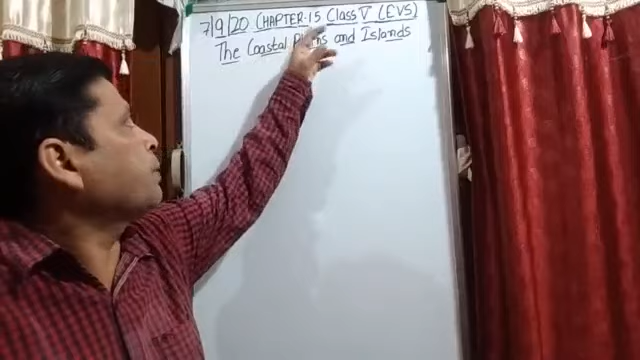 7/9/20 CHAPTER-15 Class V (EVS)
The Coastal Plains and Islands